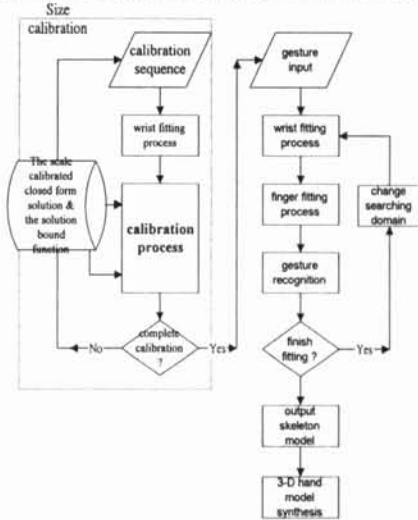 Size
calibration
calibration
sequence
wrist fitting
process
The scale
calibrated
closed form
solution &
the solution
bound
function
calibration
process
complete
calibration
?
No
Yes
gesture
input
wrist fitting
process
finger fitting
process
change
searching
domain
gesture
recognition
finish
fitting ?
Yes
output
skeleton
model
3-D hand
model
synthesis